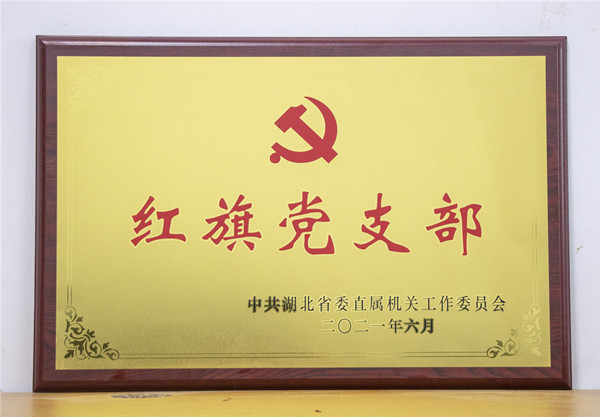 红旗党支部
中共湖北省委直属机关工作委员会
二〇二一年六月